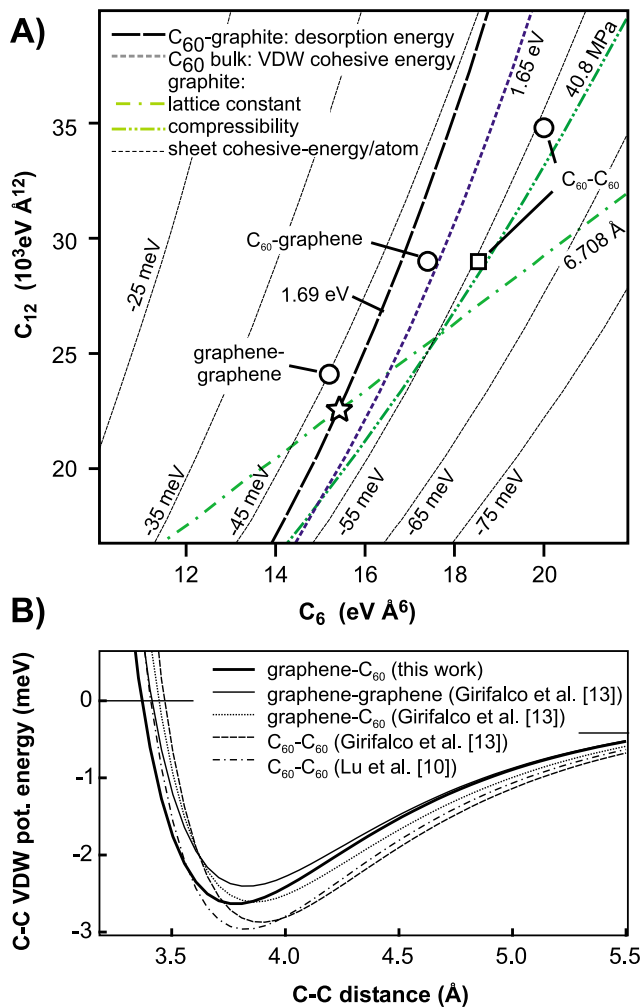 A)
C60-graphite: desorption energy
C60 bulk: VDW cohesive energy
graphite:
lattice constant
compressibility
sheet cohesive-energy/atom
1.65 eV
40.8 MPa
C60-C60
C60-graphene
6.708 Å
-25 meV
1.69 eV
graphene-
graphene
-35 meV
-45 meV
-55 meV
-65 meV
-75 meV
35
30
25
20
C12 (10³eV Å¹²)
12
14
16
18
20
C6 (eV Å⁶)
B)
graphene-C60 (this work)
graphene-graphene (Girifalco et al. [13])
graphene-C60 (Girifalco et al. [13])
C60-C60 (Girifalco et al. [13])
C60-C60 (Lu et al. [10])
0
-1
-2
-3
C-C VDW pot. energy (meV)
3.5
4.0
4.5
5.0
5.5
C-C distance (Å)